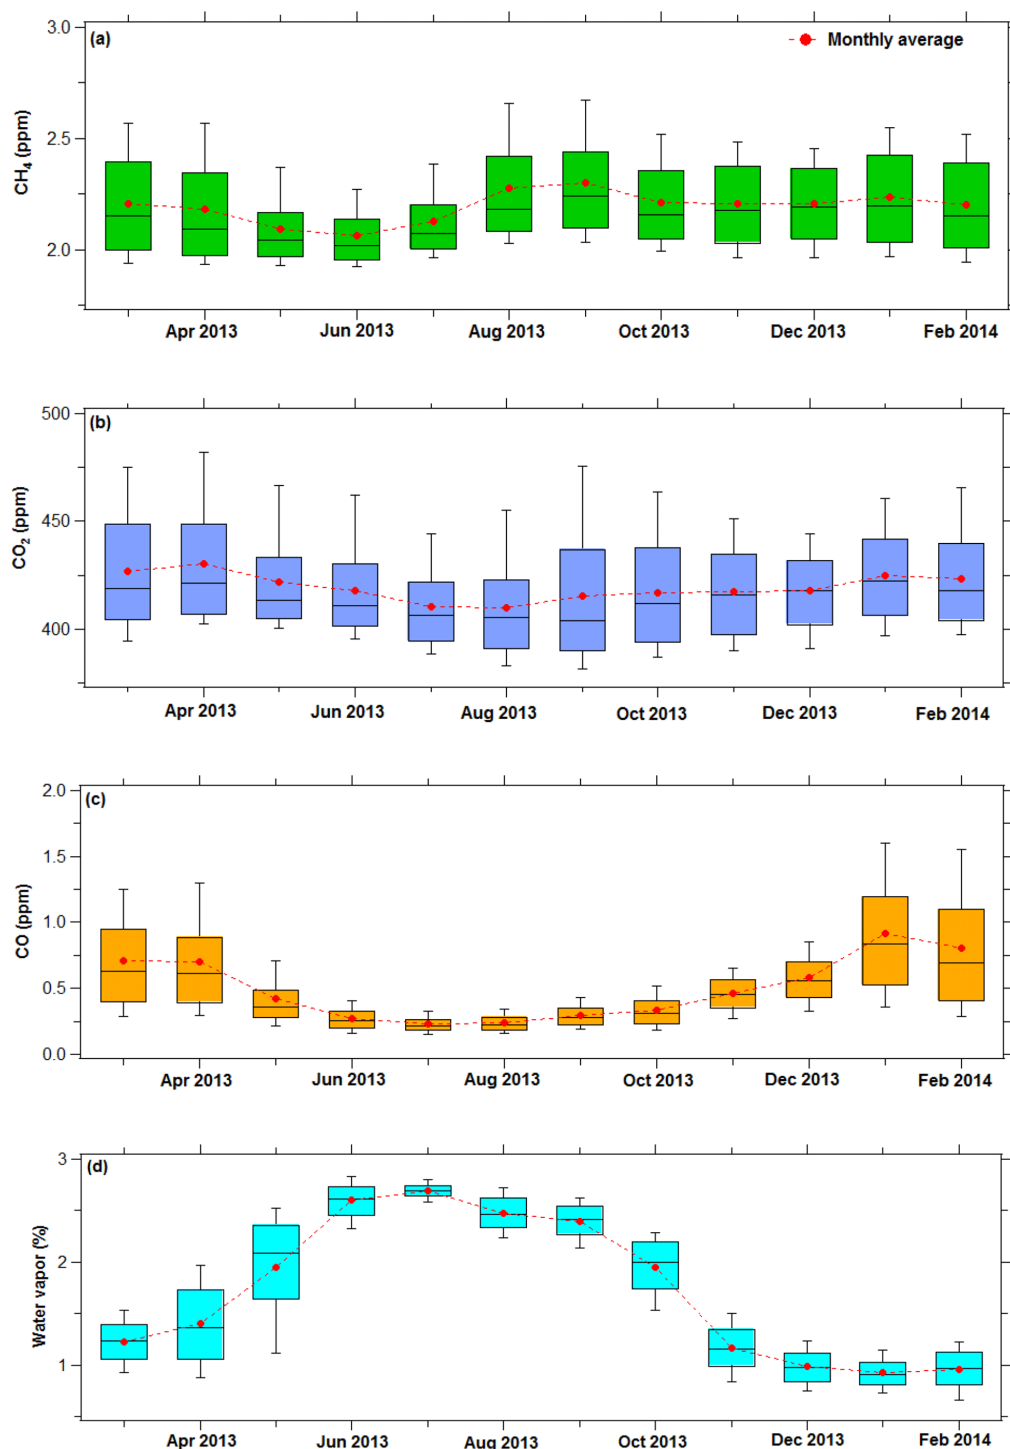 3.0
(a)
Monthly average
2.5
CH4 (ppm)
2.0
Apr 2013 Jun 2013 Aug 2013 Oct 2013 Dec 2013 Feb 2014
500
(b)
450
CO2 (ppm)
400
Apr 2013 Jun 2013 Aug 2013 Oct 2013 Dec 2013 Feb 2014
2.0
(c)
1.5
1.0
CO (ppm)
0.5
0.0
Apr 2013 Jun 2013 Aug 2013 Oct 2013 Dec 2013 Feb 2014
3
(d)
2
Water vapor (%)
1
Apr 2013 Jun 2013 Aug 2013 Oct 2013 Dec 2013 Feb 2014